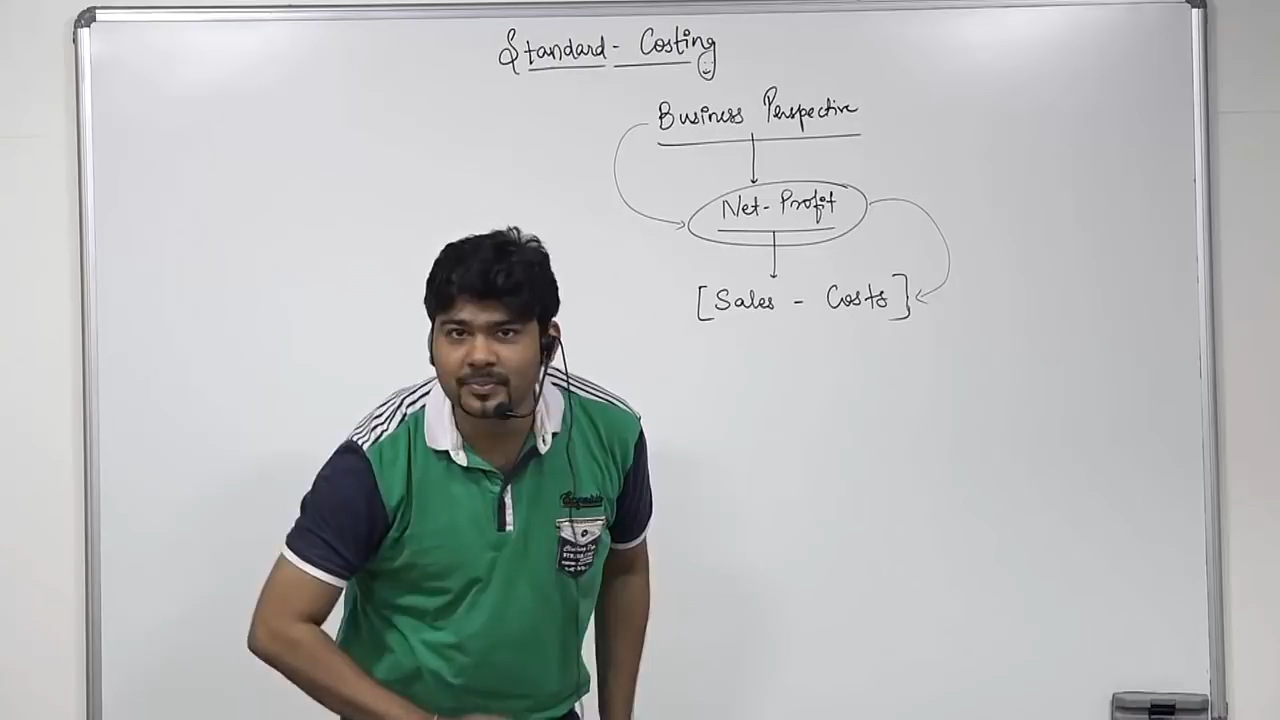 Standard - Costing
Business Perspective
Net - Profit
[Sales - Costs]